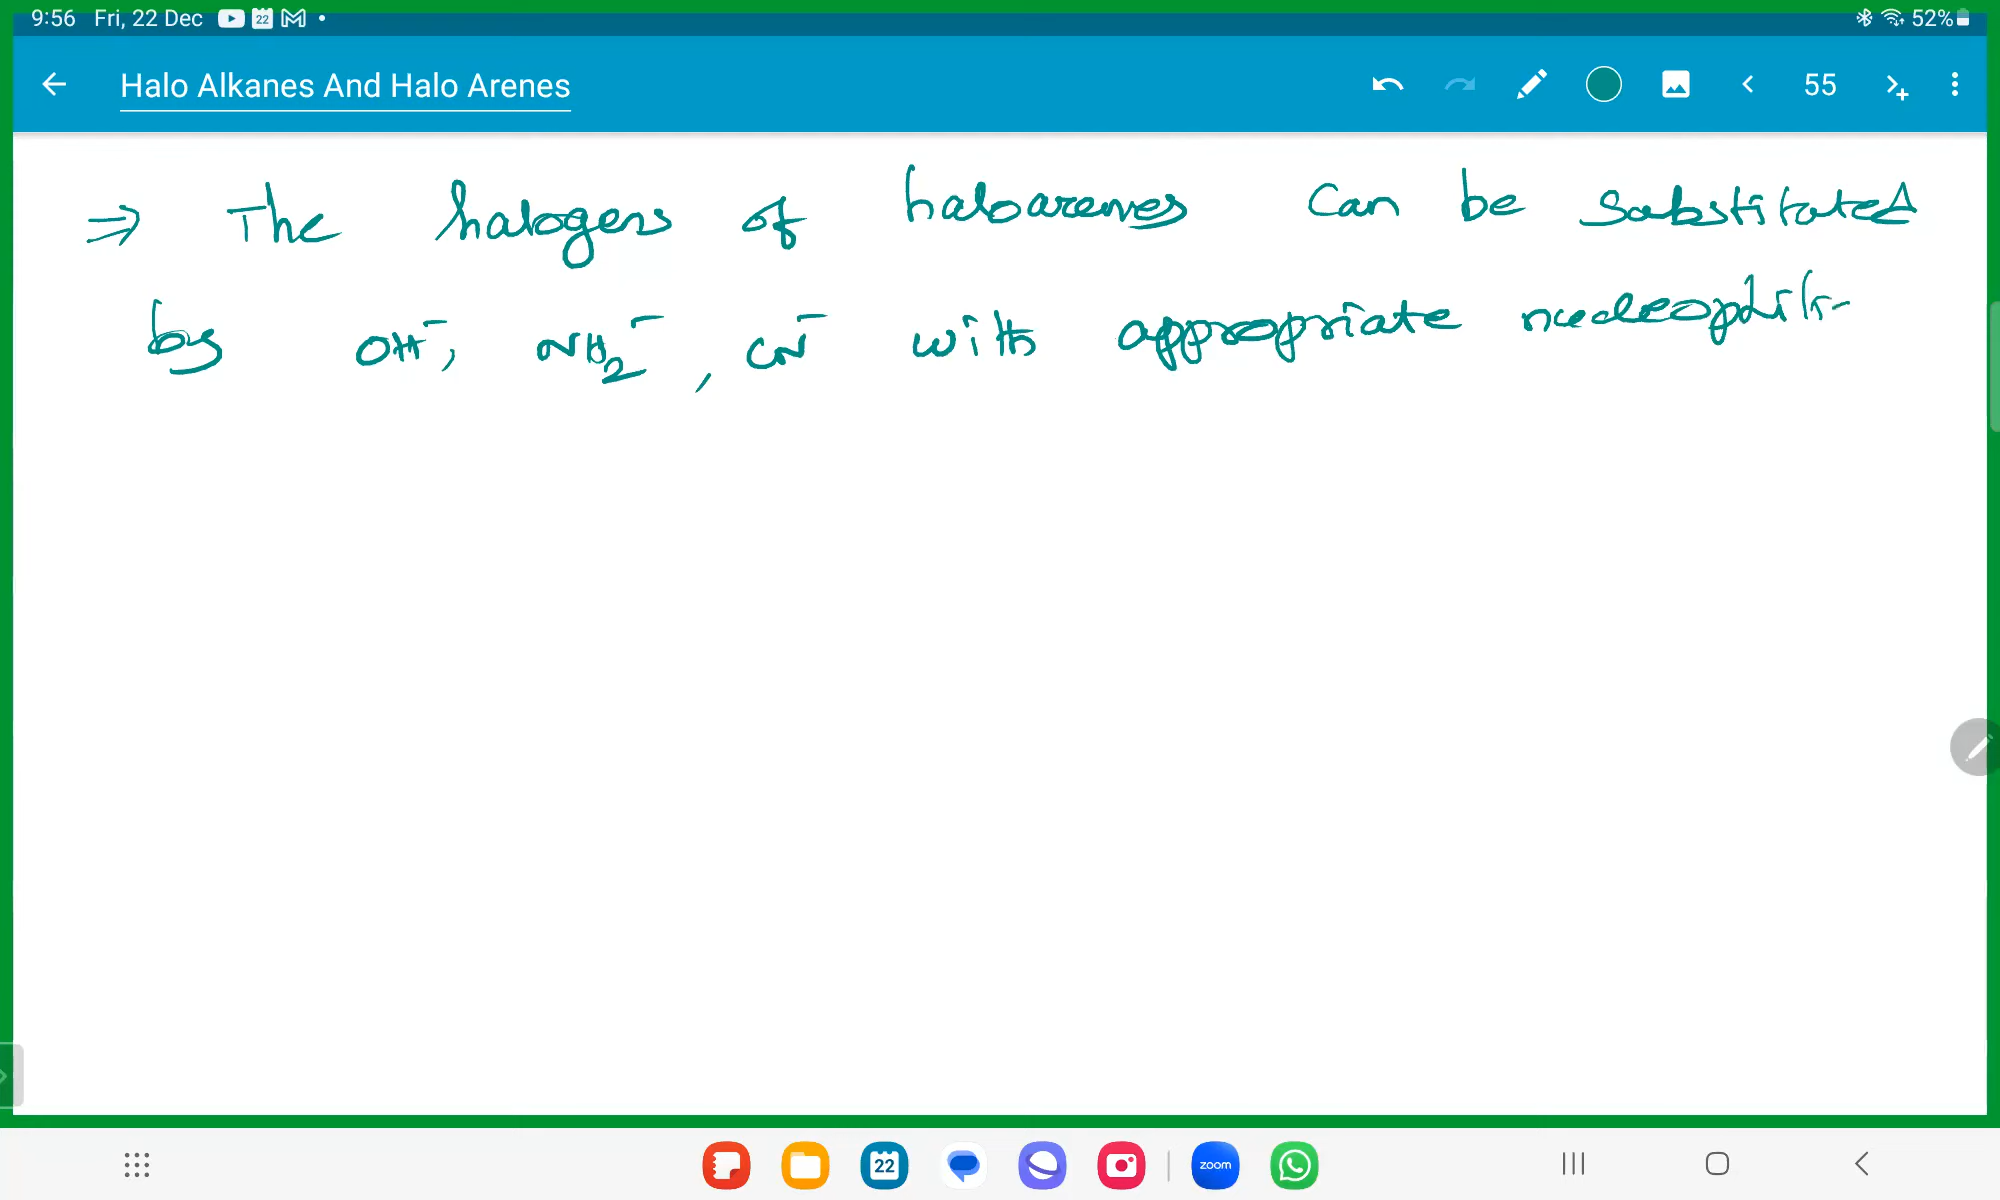 9:56 Fri, 22 Dec 22 52%
Halo Alkanes And Halo Arenes 55
⇒ The halogens of haloarenes can be substituted
by OH⁻, NH₂⁻, CN⁻ with appropriate
22 zoom